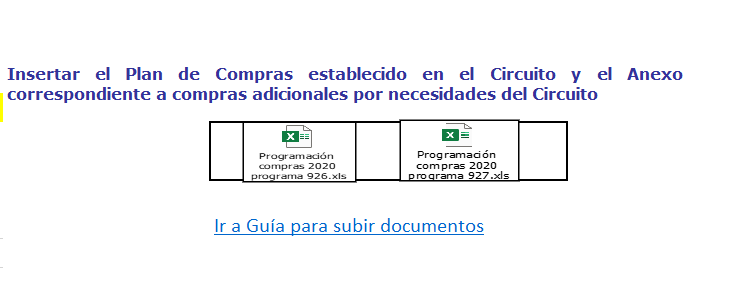 Insertar el Plan de Compras establecido en el Circuito y el Anexo
correspondiente a compras adicionales por necesidades del Circuito
Programación
compras 2020
programa 926.xls
Programación
compras 2020
programa 927.xls
Ir a Guía para subir documentos